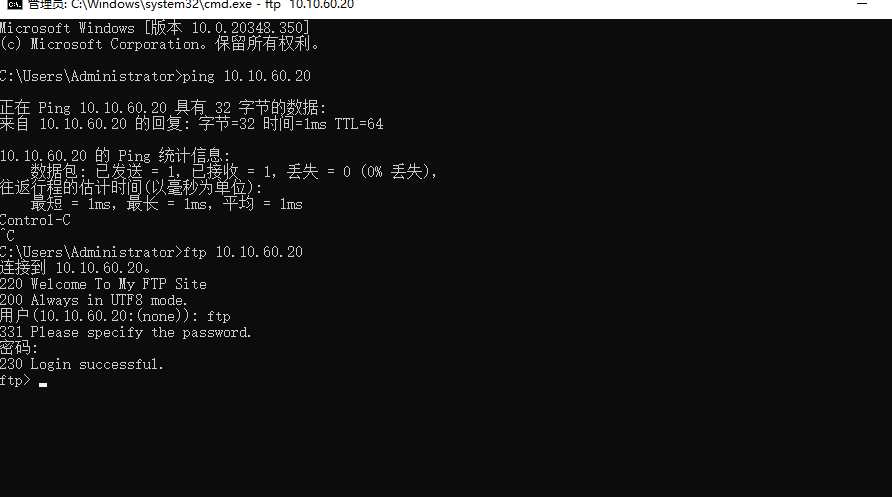 管理员: C:\Windows\system32\cmd.exe - ftp 10.10.60.20
Microsoft Windows [版本 10.0.20348.350]
(c) Microsoft Corporation。保留所有权利。
C:\Users\Administrator>ping 10.10.60.20
正在 Ping 10.10.60.20 具有 32 字节的数据:
来自 10.10.60.20 的回复: 字节=32 时间=1ms TTL=64
10.10.60.20 的 Ping 统计信息:
数据包: 已发送 = 1，已接收 = 1，丢失 = 0 (0% 丢失)，
往返行程的估计时间(以毫秒为单位):
最短 = 1ms，最长 = 1ms，平均 = 1ms
Control-C
^C
C:\Users\Administrator>ftp 10.10.60.20
连接到 10.10.60.20。
220 Welcome To My FTP Site
200 Always in UTF8 mode.
用户(10.10.60.20:(none)): ftp
331 Please specify the password.
密码:
230 Login successful.
ftp>